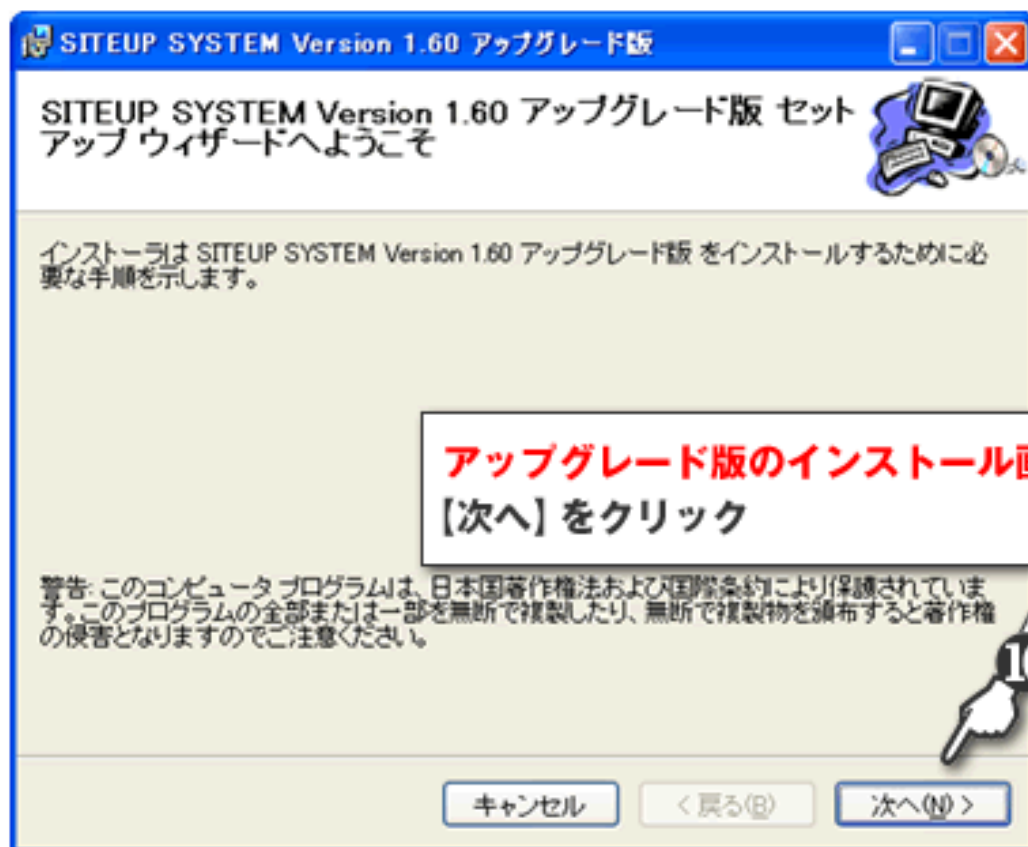 SITEUP SYSTEM Version 1.60 アップグレード版
SITEUP SYSTEM Version 1.60 アップグレード版 セット
アップ ウィザードへようこそ
インストーラは SITEUP SYSTEM Version 1.60 アップグレード版 をインストールするために必
要な手順を示します。
アップグレード版のインストール画
【次へ】をクリック
警告: このコンピュータ プログラムは、日本国著作権法および国際条約により保護されていま
す。このプログラムの全部または一部を無断で複製したり、無断で複製物を頒布すると著作権
の侵害となりますのでご注意ください。
キャンセル
< 戻る(B)
次へ(N) >